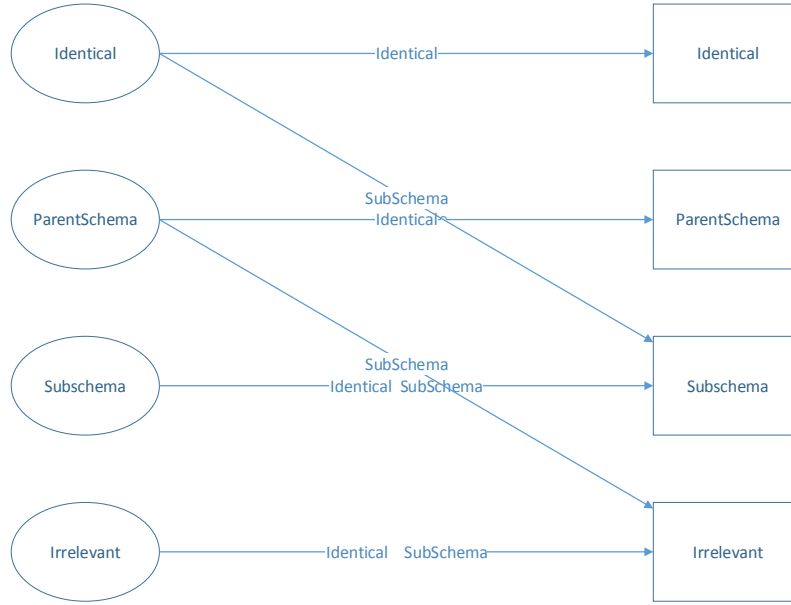 Identical
Identical
Identical
SubSchema
ParentSchema
Identical
ParentSchema
SubSchema
Subschema
Identical SubSchema
Subschema
Irrelevant
Identical SubSchema
Irrelevant